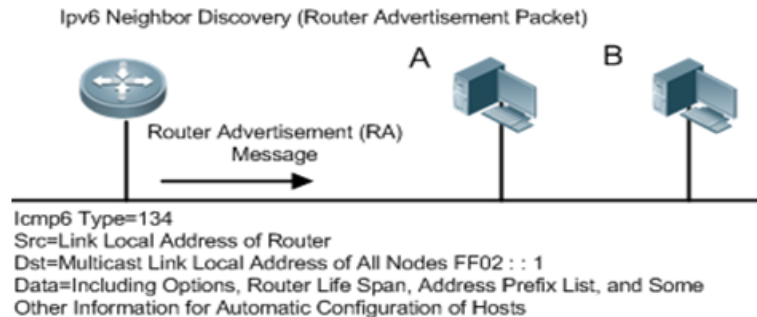 Ipv6 Neighbor Discovery (Router Advertisement Packet)
A
B
Router Advertisement (RA)
Message
Icmp6 Type=134
Src=Link Local Address of Router
Dst=Multicast Link Local Address of All Nodes FF02 : : 1
Data=Including Options, Router Life Span, Address Prefix List, and Some
Other Information for Automatic Configuration of Hosts